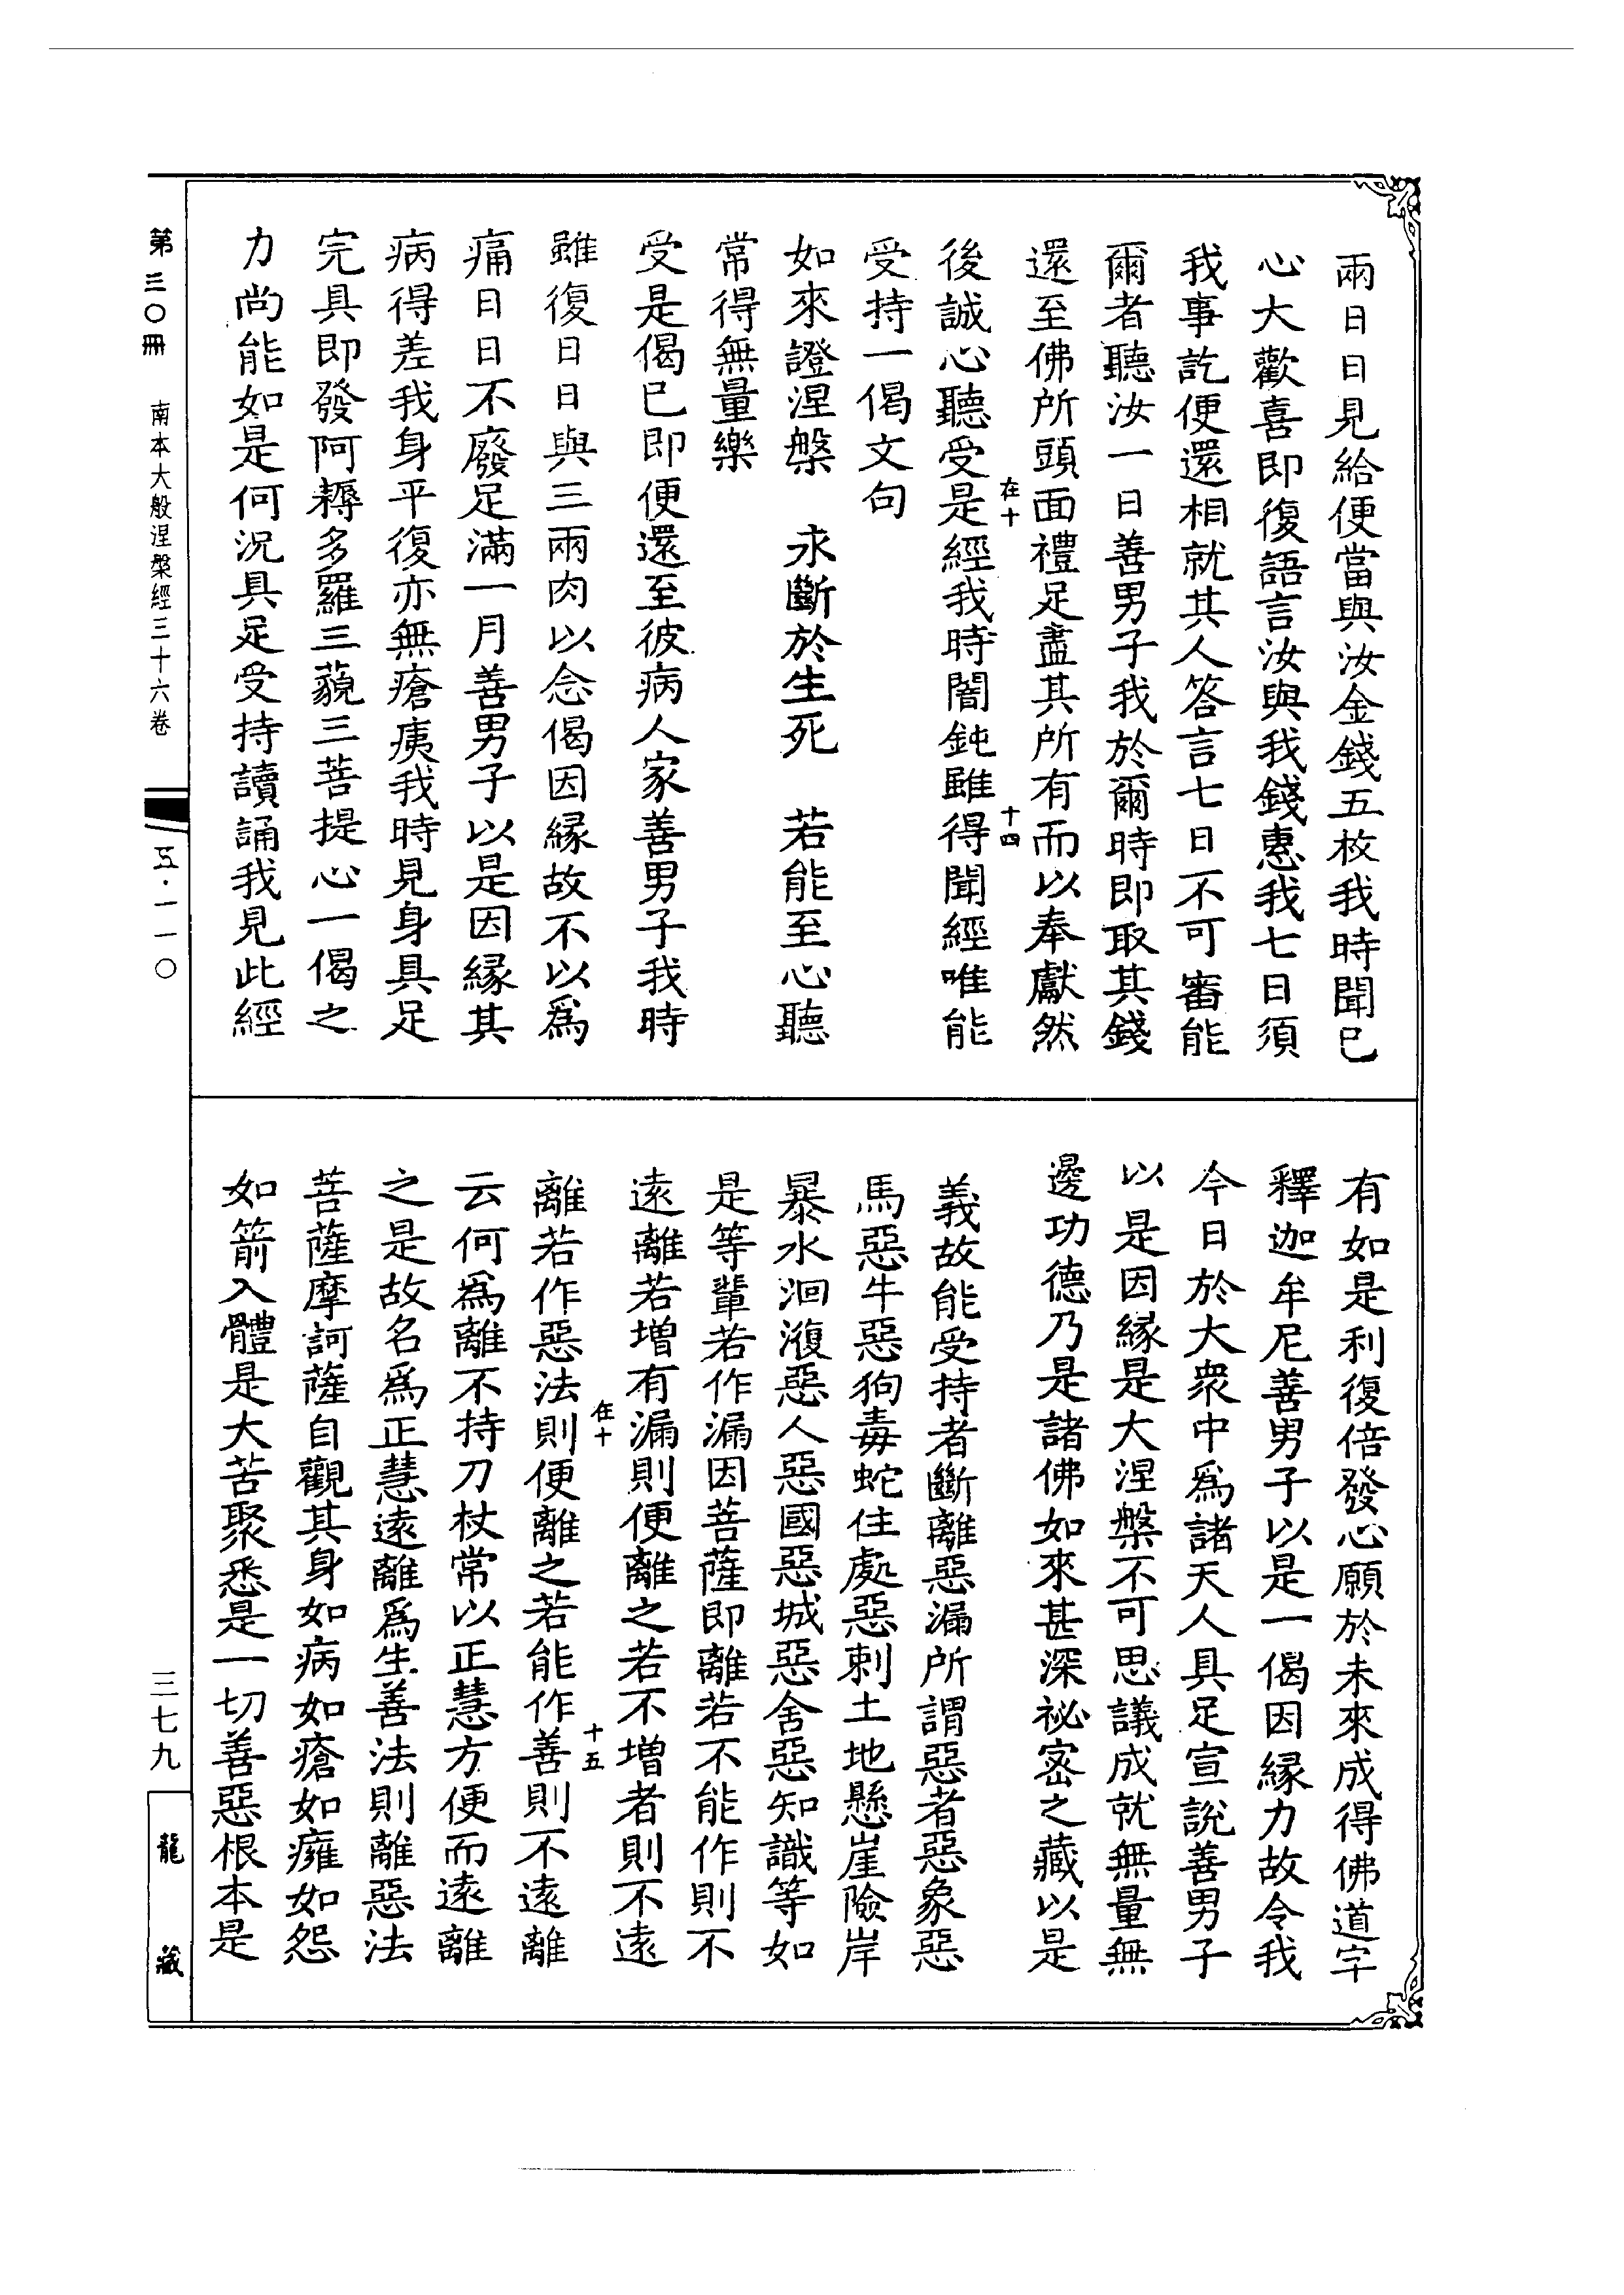 兩日日見給便當與汝金錢五枚我時聞已
心大歡喜即復語言汝與我錢惠我七日須
我事訖便還相就其人答言七日不可審能
爾者聽汝一日善男子我於爾時即取其錢
還至佛所頭面禮足盡其所有而以奉獻然
在十
十四
後誠心聽受是經我時闇鈍雖得聞經唯能
受持一偈文句
如來證涅槃　永斷於生死　若能至心聽
常得無量樂
受是偈已即便還至彼病人家善男子我時
雖復日日與三兩肉以念偈因緣故不以爲
痛日日不廢足滿一月善男子以是因緣其
病得差我身平復亦無瘡痍我時見身具足
完具即發阿耨多羅三藐三菩提心一偈之
力尚能如是何況具足受持讀誦我見此經
有如是利復倍發心願於未來成得佛道字
釋迦牟尼善男子以是一偈因緣力故令我
今日於大衆中爲諸天人具足宣說善男子
以是因緣是大涅槃不可思議成就無量無
邊功德乃是諸佛如來甚深祕密之藏以是
義故能受持者斷離惡漏所謂惡者惡象惡
馬惡牛惡狗毒蛇住處惡刺土地懸崖險岸
暴水洄澓惡人惡國惡城惡舍惡知識等如
是等輩若作漏因菩薩即離若不能作則不
遠離若增有漏則便離之若不增者則不遠
在十
十五
離若作惡法則便離之若能作善則不遠離
云何爲離不持刀杖常以正慧方便而遠離
之是故名爲正慧遠離爲生善法則離惡法
菩薩摩訶薩自觀其身如病如瘡如癰如怨
如箭入體是大苦聚悉是一切善惡根本是
第三〇冊　南本大般涅槃經三十六卷
五·一一〇
三七九
龍藏